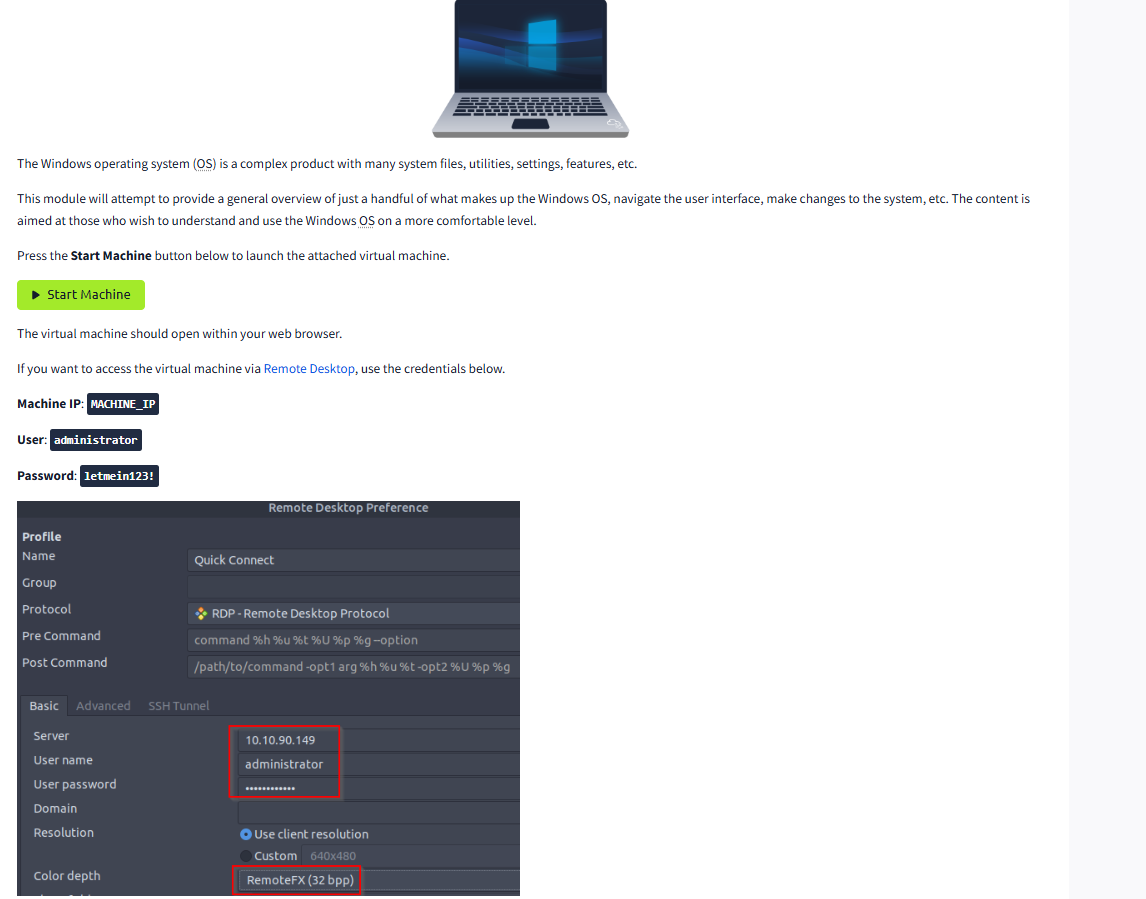 The Windows operating system (OS) is a complex product with many system files, utilities, settings, features, etc.
This module will attempt to provide a general overview of just a handful of what makes up the Windows OS, navigate the user interface, make changes to the system, etc. The content is
aimed at those who wish to understand and use the Windows OS on a more comfortable level.
Press the Start Machine button below to launch the attached virtual machine.
Start Machine
The virtual machine should open within your web browser.
If you want to access the virtual machine via Remote Desktop, use the credentials below.
Machine IP: MACHINE_IP
User: administrator
Password: letmein123!
Remote Desktop Preference
Profile
Name Quick Connect
Group
Protocol RDP - Remote Desktop Protocol
Pre Command command %h %u %t %U %p %g --option
Post Command /path/to/command -opt1 arg %h %u %t -opt2 %U %p %g
Basic Advanced SSH Tunnel
Server 10.10.90.149
User name administrator
User password ••••••••••••
Domain
Resolution Use client resolution
Custom 640x480
Color depth RemoteFX (32 bpp)